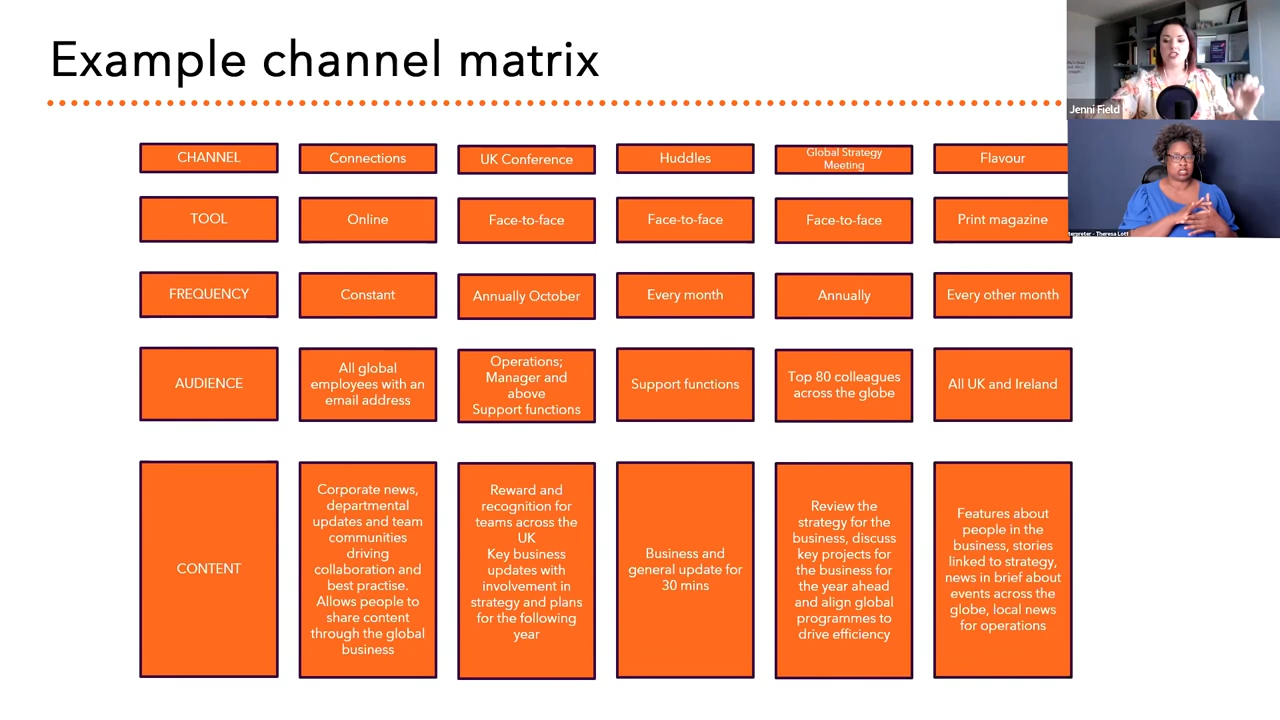 Example channel matrix
Jenni Field
terpreter - Theresa Lott
CHANNEL
Connections
UK Conference
Huddles
Global Strategy
Meeting
Flavour
TOOL
Online
Face-to-face
Face-to-face
Face-to-face
Print magazine
FREQUENCY
Constant
Annually October
Every month
Annually
Every other month
AUDIENCE
All global
employees with an
email address
Operations;
Manager and
above
Support functions
Support functions
Top 80 colleagues
across the globe
All UK and Ireland
CONTENT
Corporate news,
departmental
updates and team
communities
driving
collaboration and
best practise.
Allows people to
share content
through the global
business
Reward and
recognition for
teams across the
UK
Key business
updates with
involvement in
strategy and plans
for the following
year
Business and
general update for
30 mins
Review the
strategy for the
business, discuss
key projects for
the business for
the year ahead
and align global
programmes to
drive efficiency
Features about
people in the
business, stories
linked to strategy,
news in brief about
events across the
globe, local news
for operations